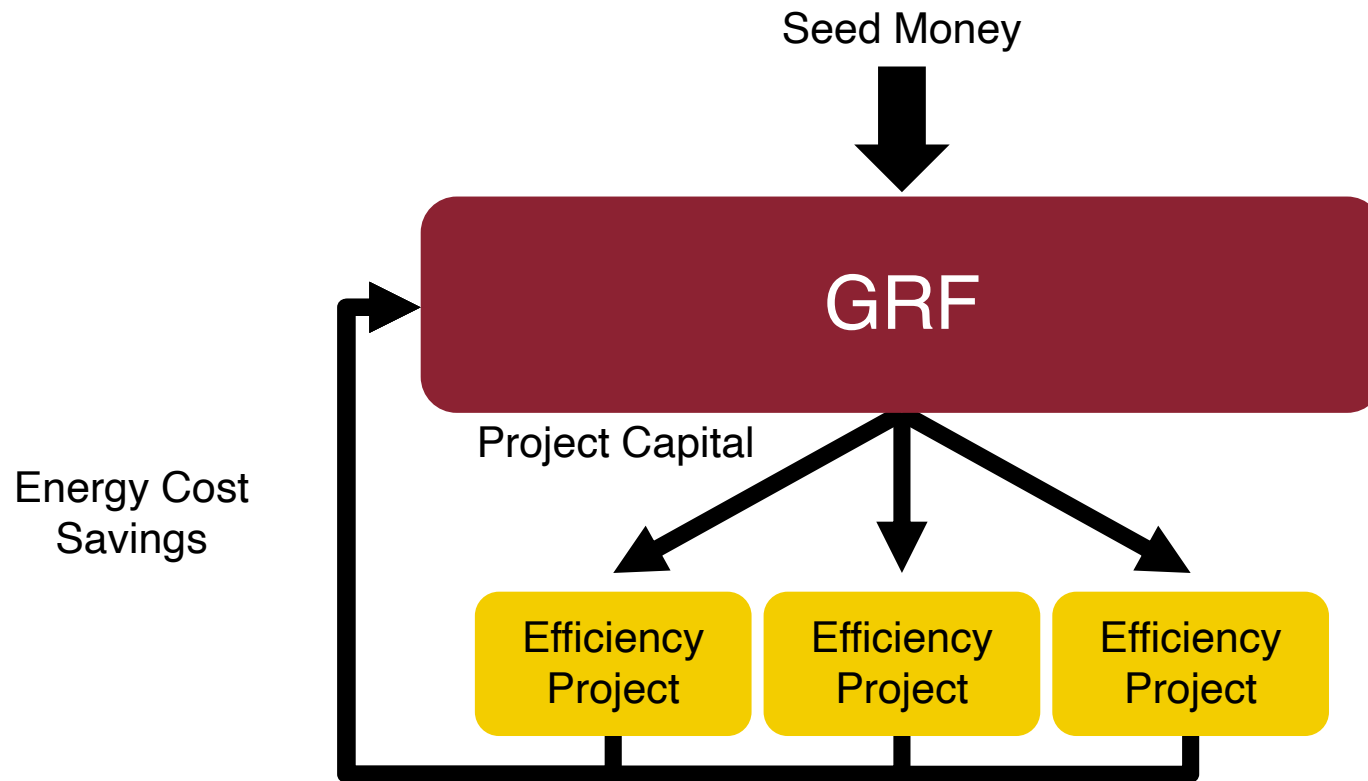 Seed Money
GRF
Project Capital
Energy Cost
Savings
Efficiency
Project
Efficiency
Project
Efficiency
Project